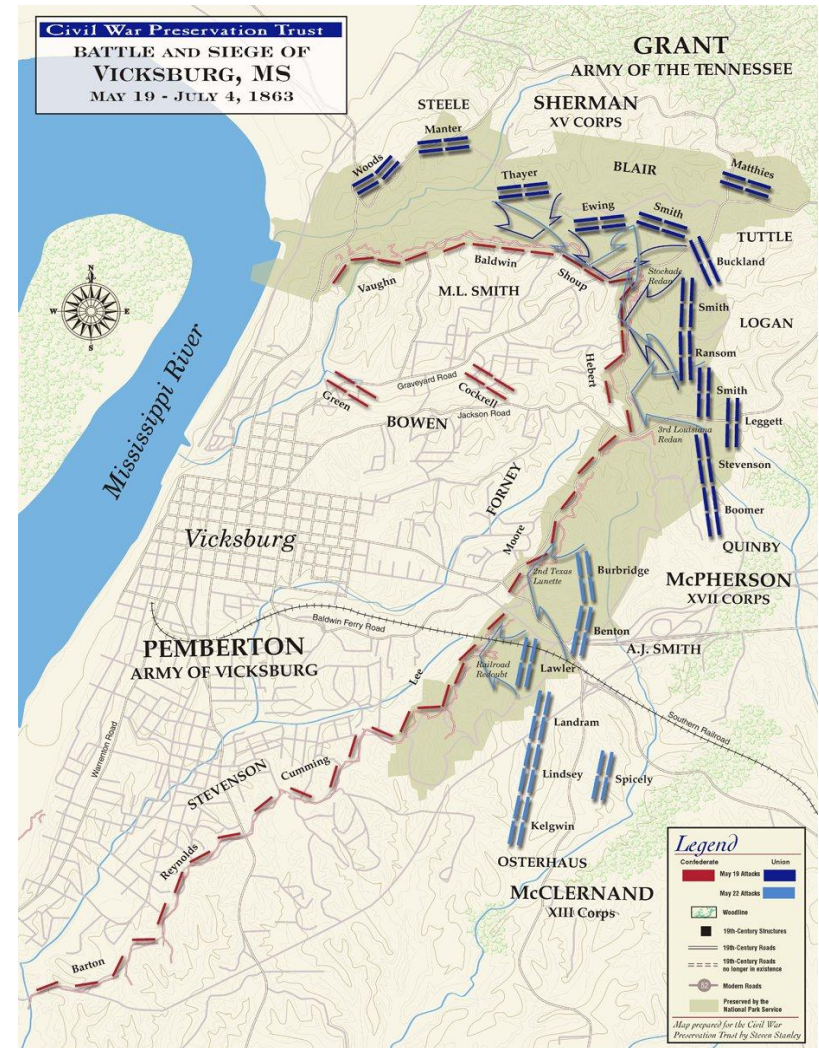 Civil War Preservation Trust
BATTLE AND SIEGE OF
VICKSBURG, MS
MAY 19 - JULY 4, 1863
GRANT
ARMY OF THE TENNESSEE
SHERMAN
XV CORPS
STEELE
Manter
Woods
Thayer
BLAIR
Matthies
Ewing
Smith
TUTTLE
Buckland
Stockade
Redan
Vaughn
Baldwin
Shoup
M.L. SMITH
Smith
LOGAN
Ransom
Hebert
Smith
Leggett
3rd Louisiana
Redan
Green
Graveyard Road
Cockrell
Jackson Road
BOWEN
N
W
E
S
Mississippi River
Stevenson
Boomer
QUINBY
McPHERSON
XVII CORPS
FORNEY
Moore
Vicksburg
2nd Texas
Lunette
Burbridge
Benton
A.J. SMITH
Baldwin Ferry Road
PEMBERTON
ARMY OF VICKSBURG
Railroad
Redoubt
Lawler
Lee
Landram
Southern Railroad
Warrenton Road
STEVENSON
Cumming
Lindsey
Spicely
Kelgwin
Reynolds
OSTERHAUS
McCLERNAND
XIII Corps
Barton
Legend
Confederate
Union
May 19 Attacks
May 22 Attacks
Woodline
19th-Century Structures
19th-Century Roads
19th-Century Roads
no longer in existence
52
Modern Roads
Preserved by the
National Park Service
Map prepared for the Civil War
Preservation Trust by Steven Stanley